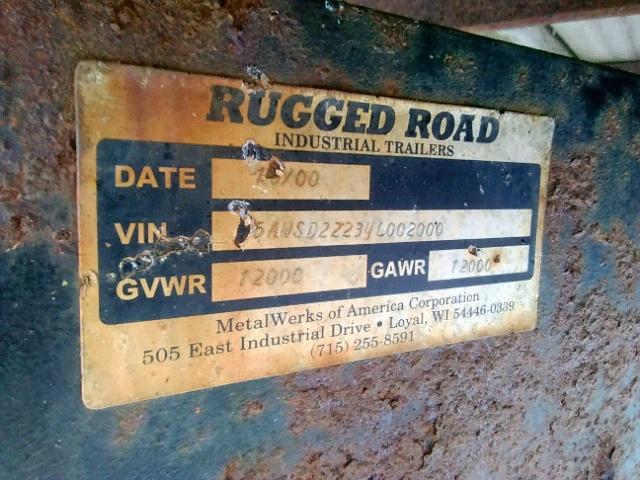 RUGGED ROAD
INDUSTRIAL TRAILERS
DATE
VIN
GVWR 12000 GAWR 12000
MetalWerks of America Corporation
505 East Industrial Drive • Loyal, WI 54446-0339
(715) 255-8591